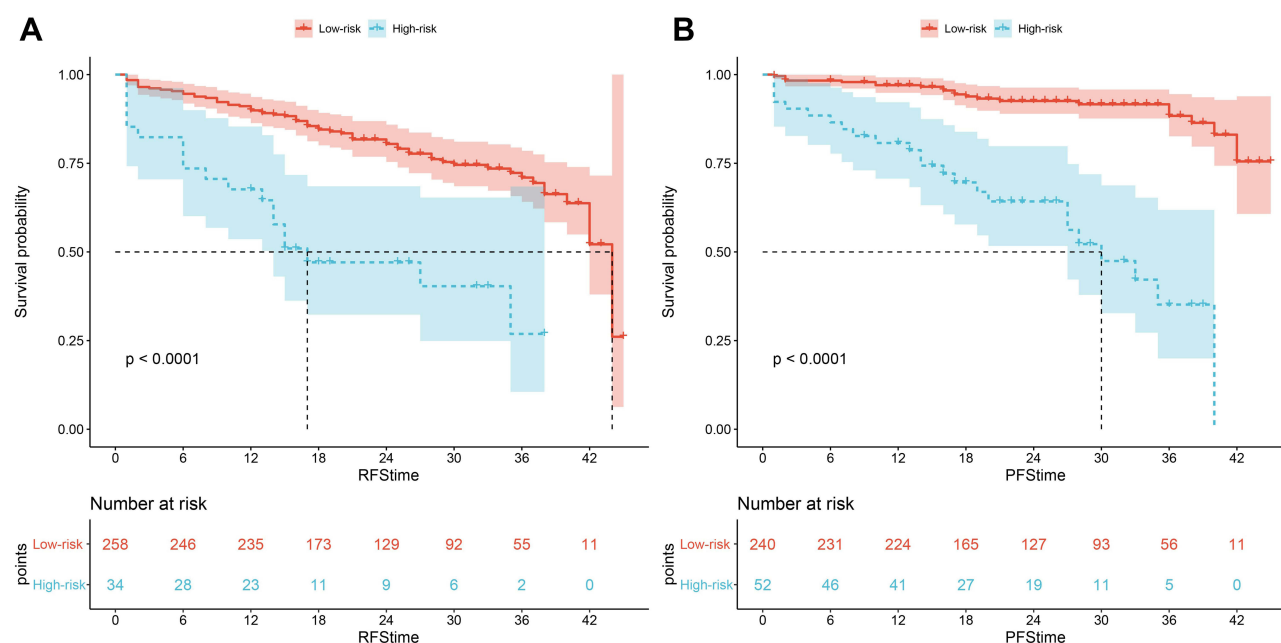 A
Low-risk High-risk
Survival probability
1.00
0.75
0.50
0.25
0.00
p < 0.0001
0 6 12 18 24 30 36 42
RFStime
Number at risk
points
Low-risk 258 246 235 173 129 92 55 11
High-risk 34 28 23 11 9 6 2 0
0 6 12 18 24 30 36 42
RFStime
B
Low-risk High-risk
Survival probability
1.00
0.75
0.50
0.25
0.00
p < 0.0001
0 6 12 18 24 30 36 42
PFStime
Number at risk
points
Low-risk 240 231 224 165 127 93 56 11
High-risk 52 46 41 27 19 11 5 0
0 6 12 18 24 30 36 42
PFStime